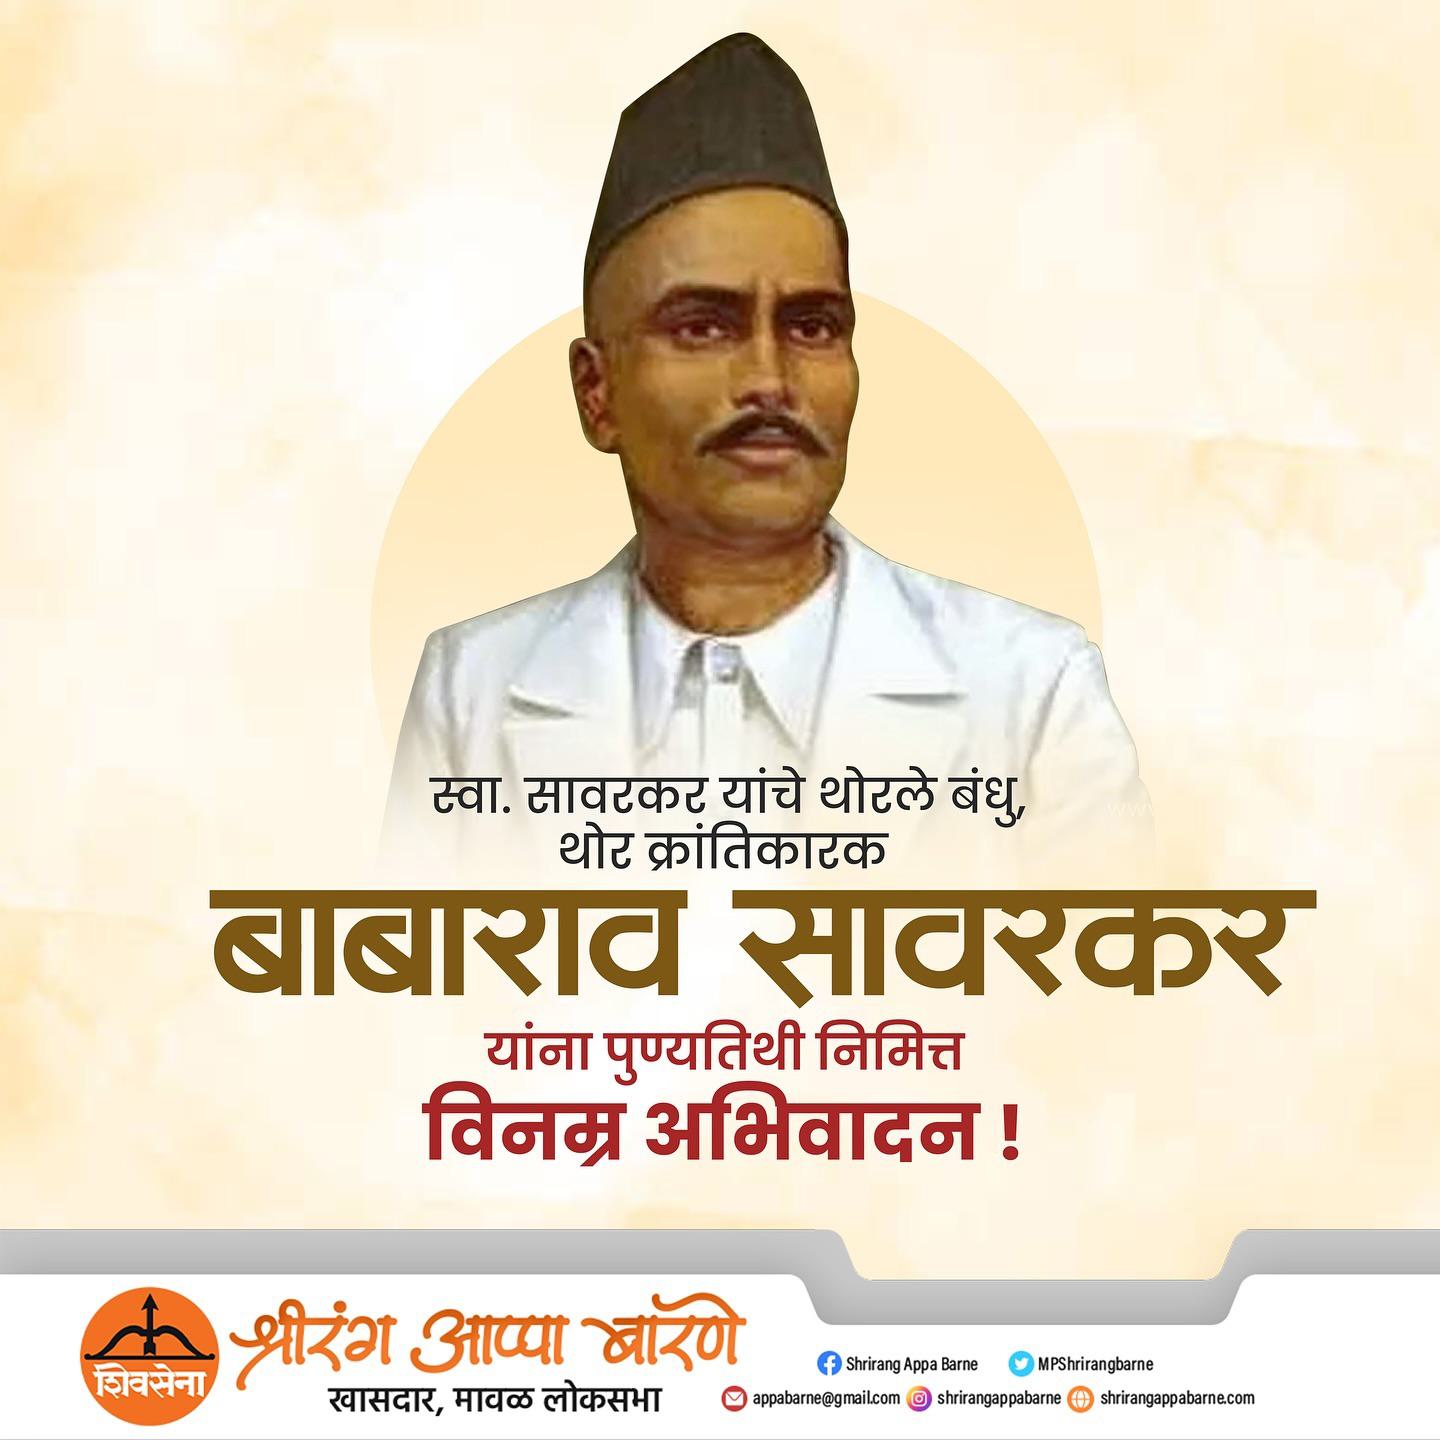 स्वा. सावरकर यांचे थोरले बंधु,
थोर क्रांतिकारक
बाबाराव सावरकर
यांना पुण्यतिथी निमित्त
विनम्र अभिवादन !
शिवसेना
श्रीरंग आप्पा बारणे
खासदार, मावळ लोकसभा
Shrirang Appa Barne MPShrirangbarne
appabarne@gmail.com shrirangappabarne shrirangappabarne.com